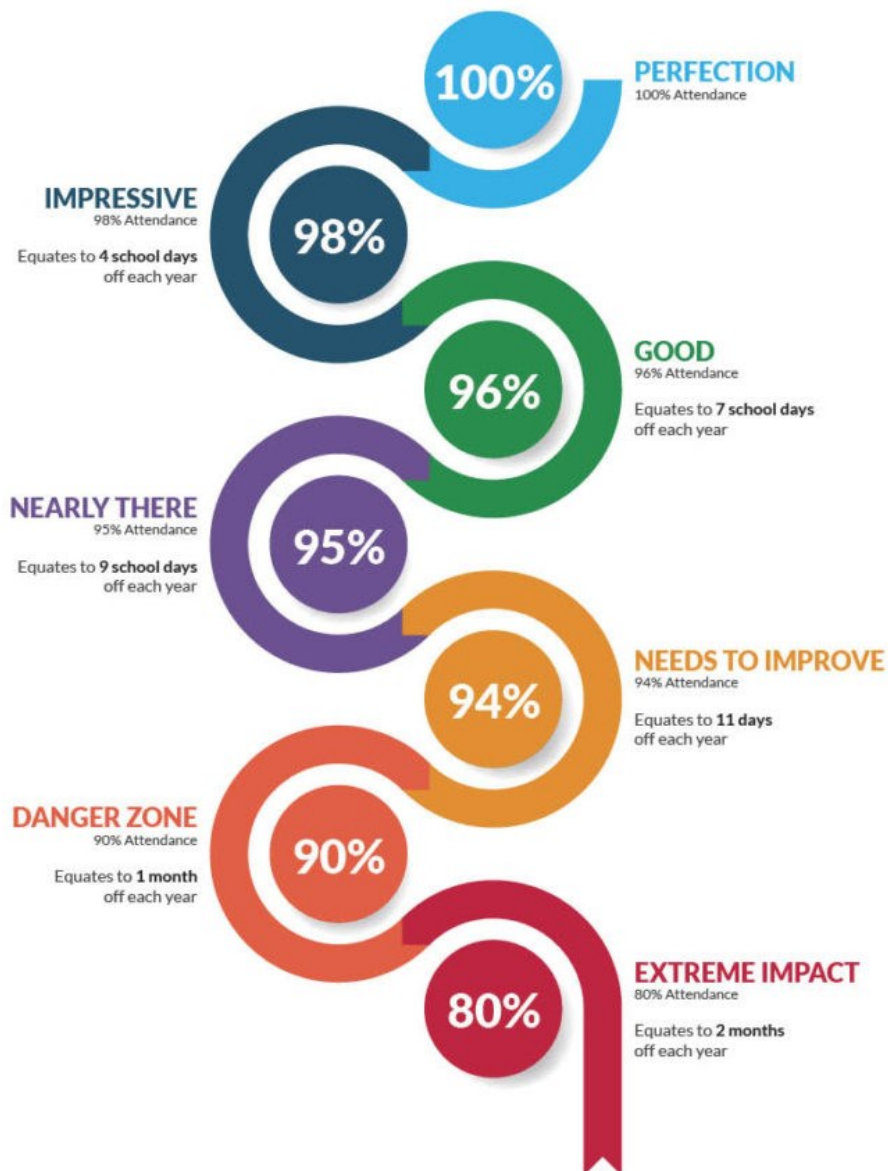 100%
PERFECTION
100% Attendance
IMPRESSIVE
98% Attendance
Equates to 4 school days
off each year
98%
96%
GOOD
96% Attendance
Equates to 7 school days
off each year
NEARLY THERE
95% Attendance
Equates to 9 school days
off each year
95%
94%
NEEDS TO IMPROVE
94% Attendance
Equates to 11 days
off each year
DANGER ZONE
90% Attendance
Equates to 1 month
off each year
90%
80%
EXTREME IMPACT
80% Attendance
Equates to 2 months
off each year